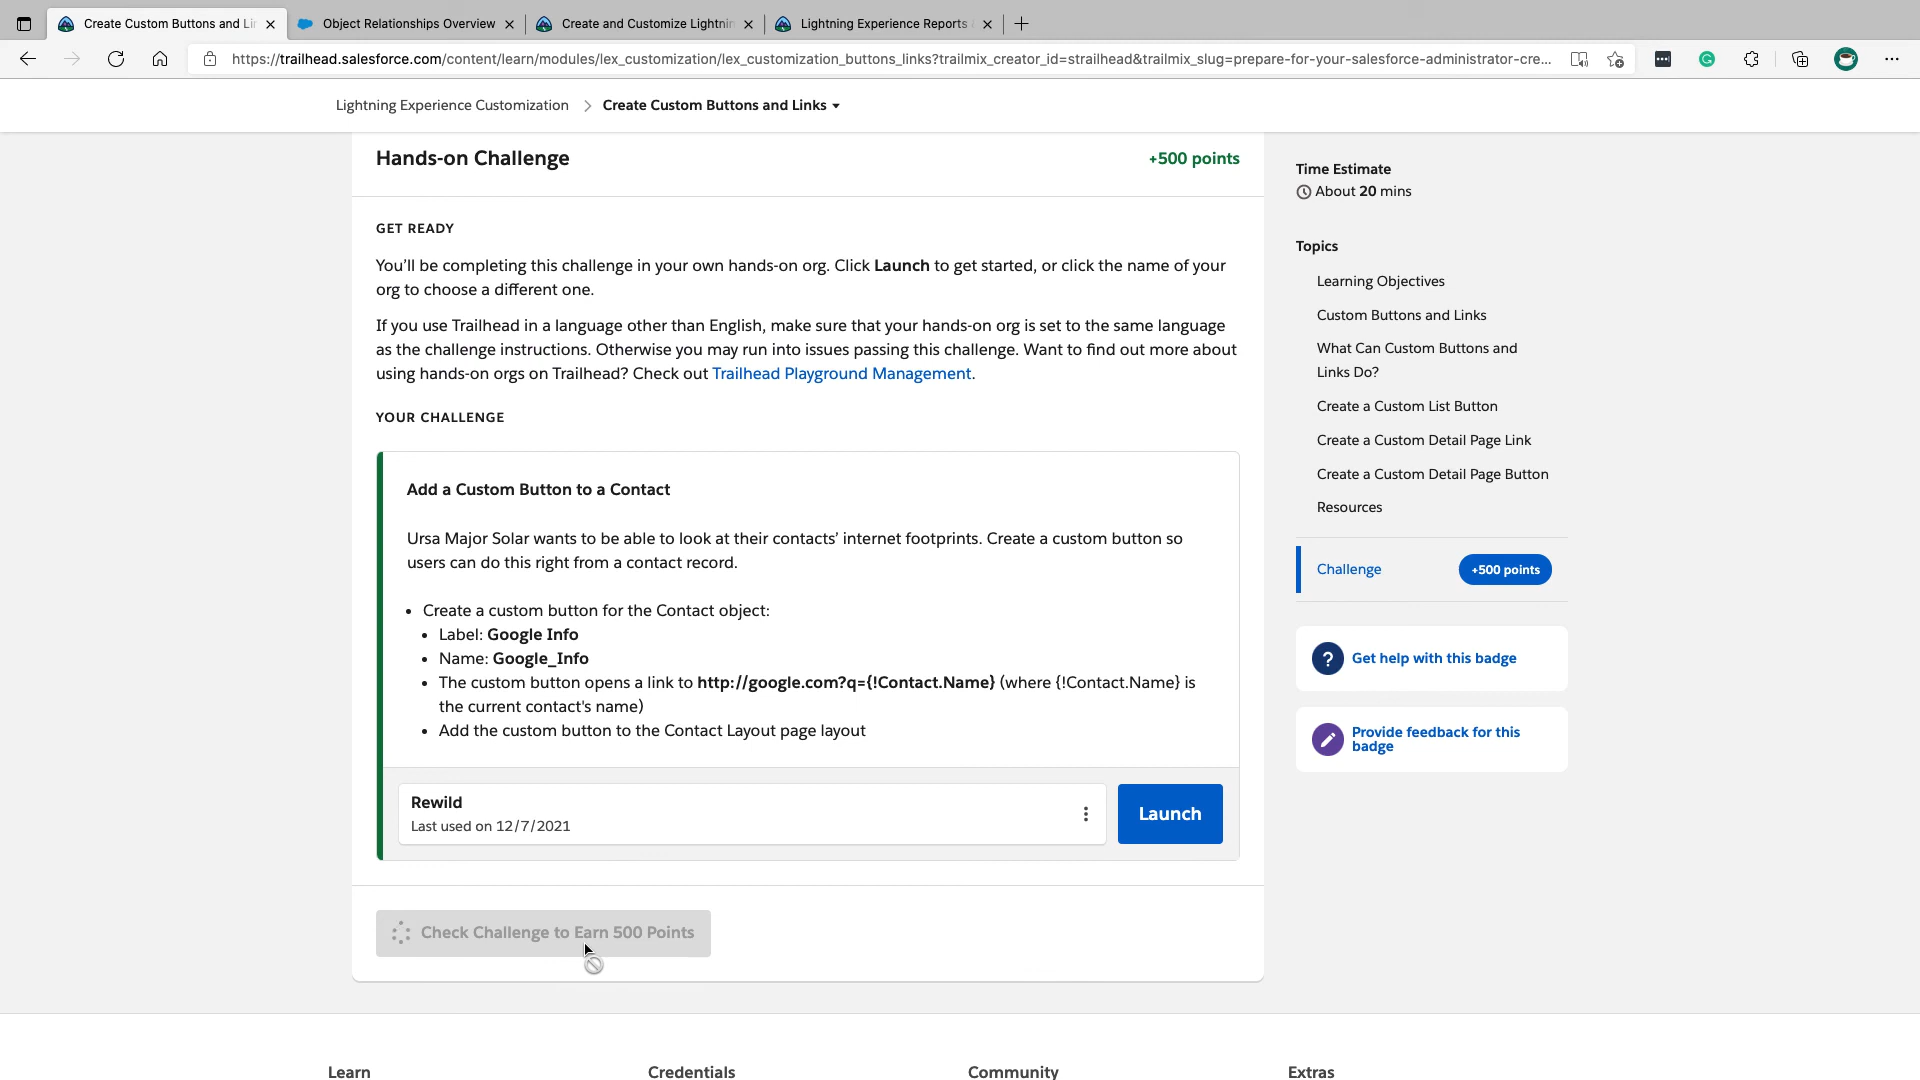 Create Custom Buttons and Li
Object Relationships Overview
Create and Customize Lightnin
Lightning Experience Reports
https://trailhead.salesforce.com/content/learn/modules/lex_customization/lex_customization_buttons_links?trailmix_creator_id=strailhead&trailmix_slug=prepare-for-your-salesforce-administrator-cre...
Lightning Experience Customization > Create Custom Buttons and Links
Hands-on Challenge
+500 points
GET READY
You’ll be completing this challenge in your own hands-on org. Click Launch to get started, or click the name of your
org to choose a different one.
If you use Trailhead in a language other than English, make sure that your hands-on org is set to the same language
as the challenge instructions. Otherwise you may run into issues passing this challenge. Want to find out more about
using hands-on orgs on Trailhead? Check out Trailhead Playground Management.
YOUR CHALLENGE
Add a Custom Button to a Contact
Ursa Major Solar wants to be able to look at their contacts’ internet footprints. Create a custom button so
users can do this right from a contact record.
• Create a custom button for the Contact object:
• Label: Google Info
• Name: Google_Info
• The custom button opens a link to http://google.com?q={!Contact.Name} (where {!Contact.Name} is
the current contact's name)
• Add the custom button to the Contact Layout page layout
Rewild
Last used on 12/7/2021
Launch
Check Challenge to Earn 500 Points
Time Estimate
About 20 mins
Topics
Learning Objectives
Custom Buttons and Links
What Can Custom Buttons and
Links Do?
Create a Custom List Button
Create a Custom Detail Page Link
Create a Custom Detail Page Button
Resources
Challenge
+500 points
? Get help with this badge
Provide feedback for this
badge
Learn
Credentials
Community
Extras